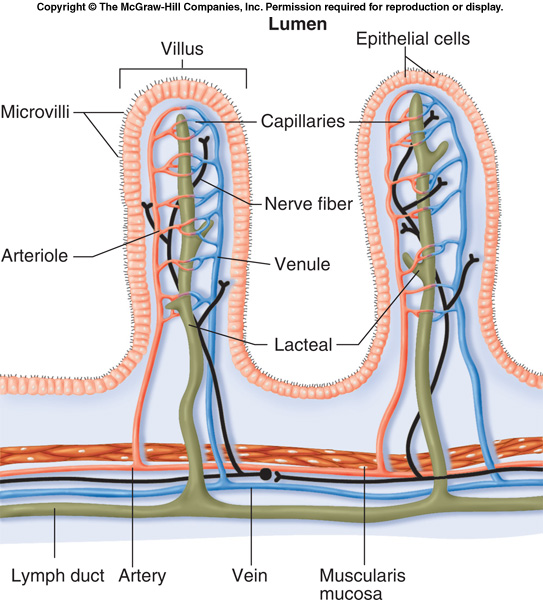 Copyright © The McGraw-Hill Companies, Inc. Permission required for reproduction or display.
Lumen
Villus
Epithelial cells
Microvilli
Capillaries
Nerve fiber
Arteriole
Venule
Lacteal
Lymph duct
Artery
Vein
Muscularis
mucosa